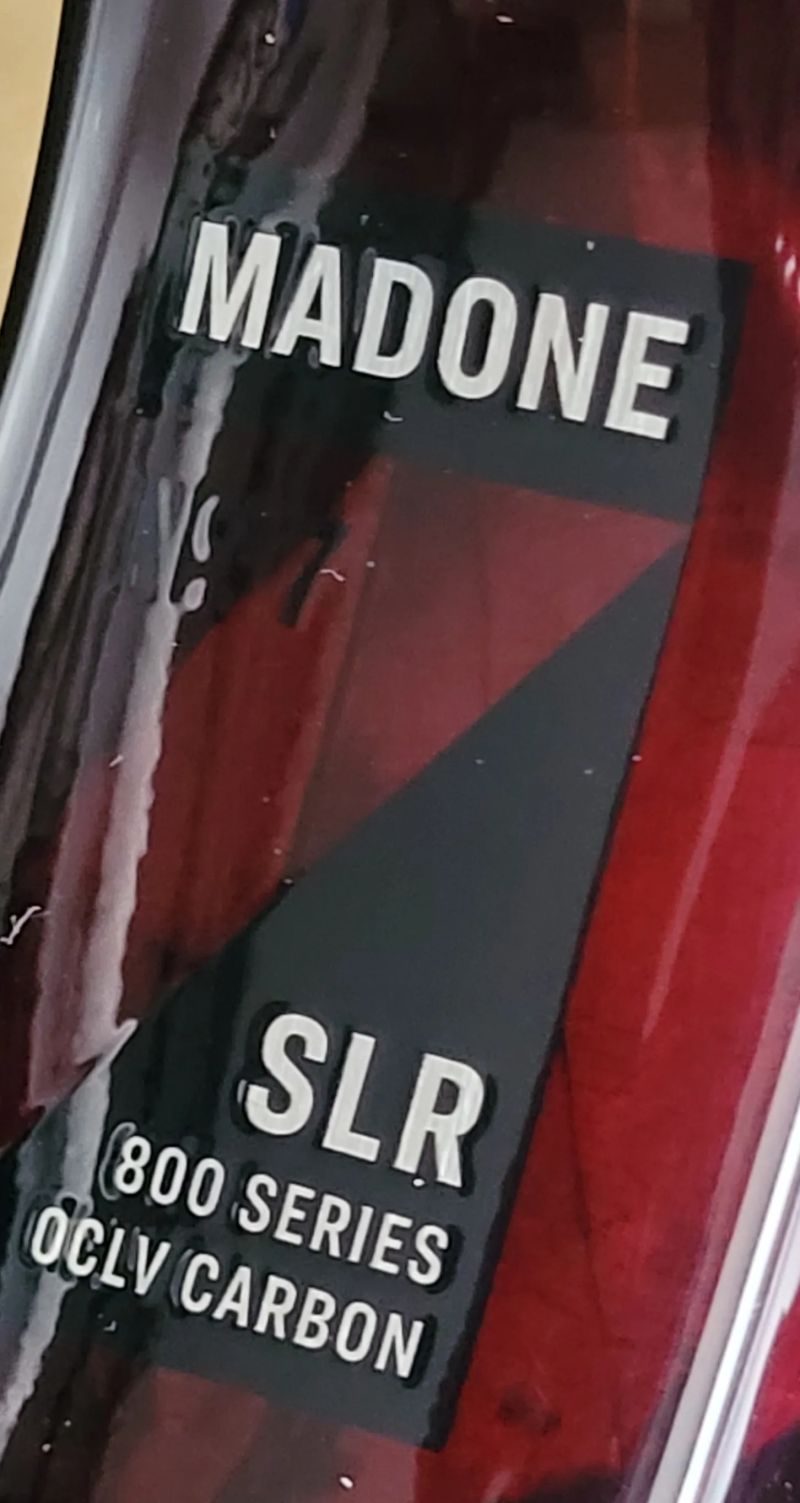 MADONE
SLR
800 SERIES
OCLV CARBON